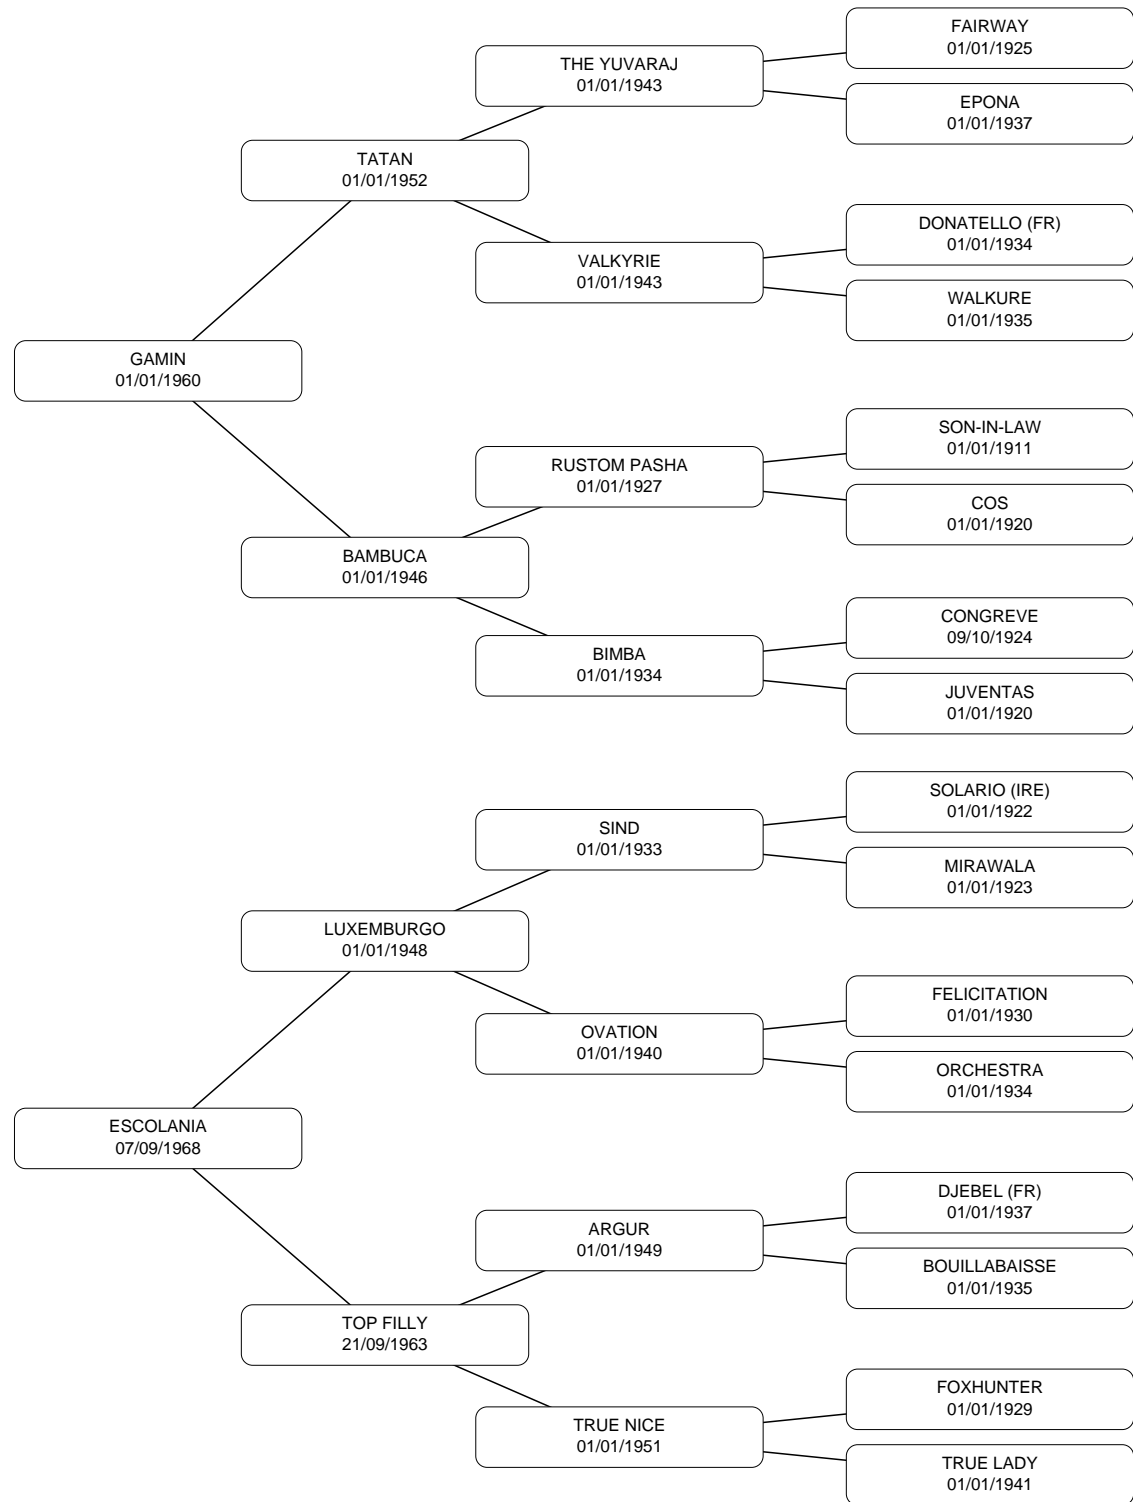 FAIRWAY
01/01/1925
THE YUVARAJ
01/01/1943
EPONA
01/01/1937
TATAN
01/01/1952
DONATELLO (FR)
01/01/1934
VALKYRIE
01/01/1943
WALKURE
01/01/1935
GAMIN
01/01/1960
SON-IN-LAW
01/01/1911
RUSTOM PASHA
01/01/1927
COS
01/01/1920
BAMBUCA
01/01/1946
CONGREVE
09/10/1924
BIMBA
01/01/1934
JUVENTAS
01/01/1920
SOLARIO (IRE)
01/01/1922
SIND
01/01/1933
MIRAWALA
01/01/1923
LUXEMBURGO
01/01/1948
FELICITATION
01/01/1930
OVATION
01/01/1940
ORCHESTRA
01/01/1934
ESCOLANIA
07/09/1968
DJEBEL (FR)
01/01/1937
ARGUR
01/01/1949
BOUILLABAISSE
01/01/1935
TOP FILLY
21/09/1963
FOXHUNTER
01/01/1929
TRUE NICE
01/01/1951
TRUE LADY
01/01/1941